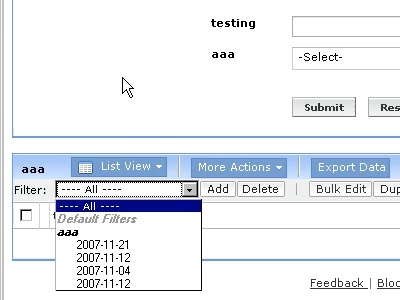 testing
aaa -Select-
Submit Res
aaa List View More Actions Export Data
Filter: ---- All ---- Add Delete Bulk Edit Dup
---- All ----
Default Filters
aaa
2007-11-21
2007-11-12
2007-11-04
2007-11-12
Feedback | Bloc